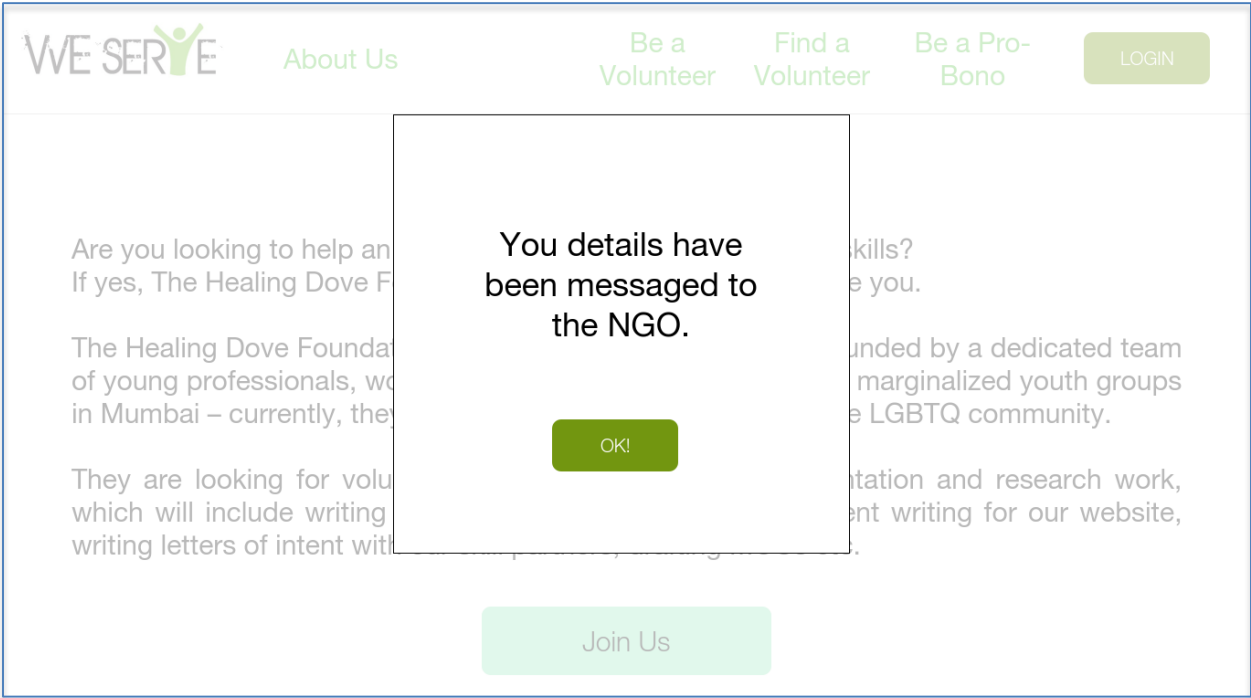 WE SERVE
About Us
Be a
Volunteer
Find a
Volunteer
Be a Pro-
Bono
LOGIN
Are you looking to help an skills?
If yes, The Healing Dove F e you.
The Healing Dove Foundat unded by a dedicated team
of young professionals, wo marginalized youth groups
in Mumbai – currently, they e LGBTQ community.
They are looking for volu ntation and research work,
which will include writing ent writing for our website,
writing letters of intent with
You details have
been messaged to
the NGO.
OK!
Join Us